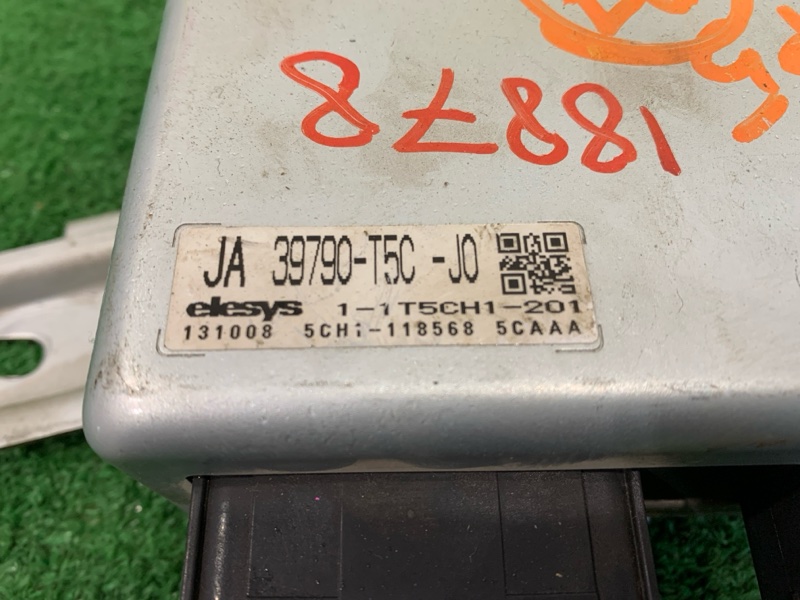 18878
JA 39790-T5C -J0
elesys 1-1T5CH1-201
131008 5CH1-118568 5CAAA